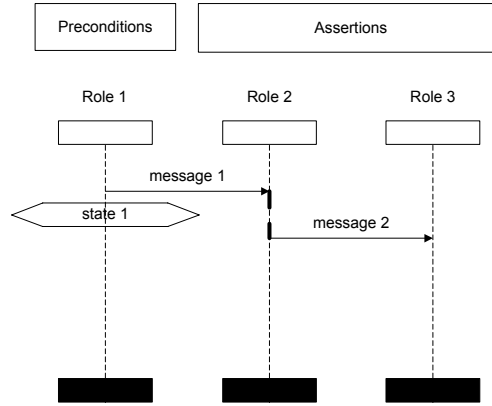 Preconditions
Assertions
Role 1
Role 2
Role 3
message 1
state 1
message 2